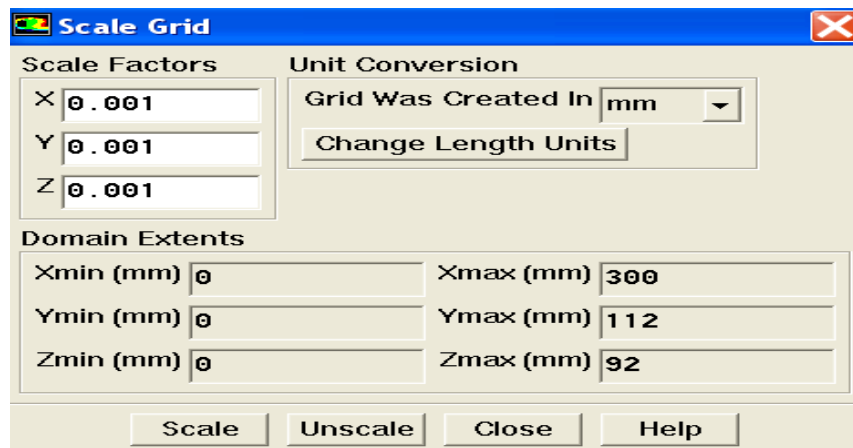 Scale Grid
Scale Factors
X 0.001
Y 0.001
Z 0.001
Unit Conversion
Grid Was Created In mm
Change Length Units
Domain Extents
Xmin (mm) 0 Xmax (mm) 300
Ymin (mm) 0 Ymax (mm) 112
Zmin (mm) 0 Zmax (mm) 92
Scale Unscale Close Help